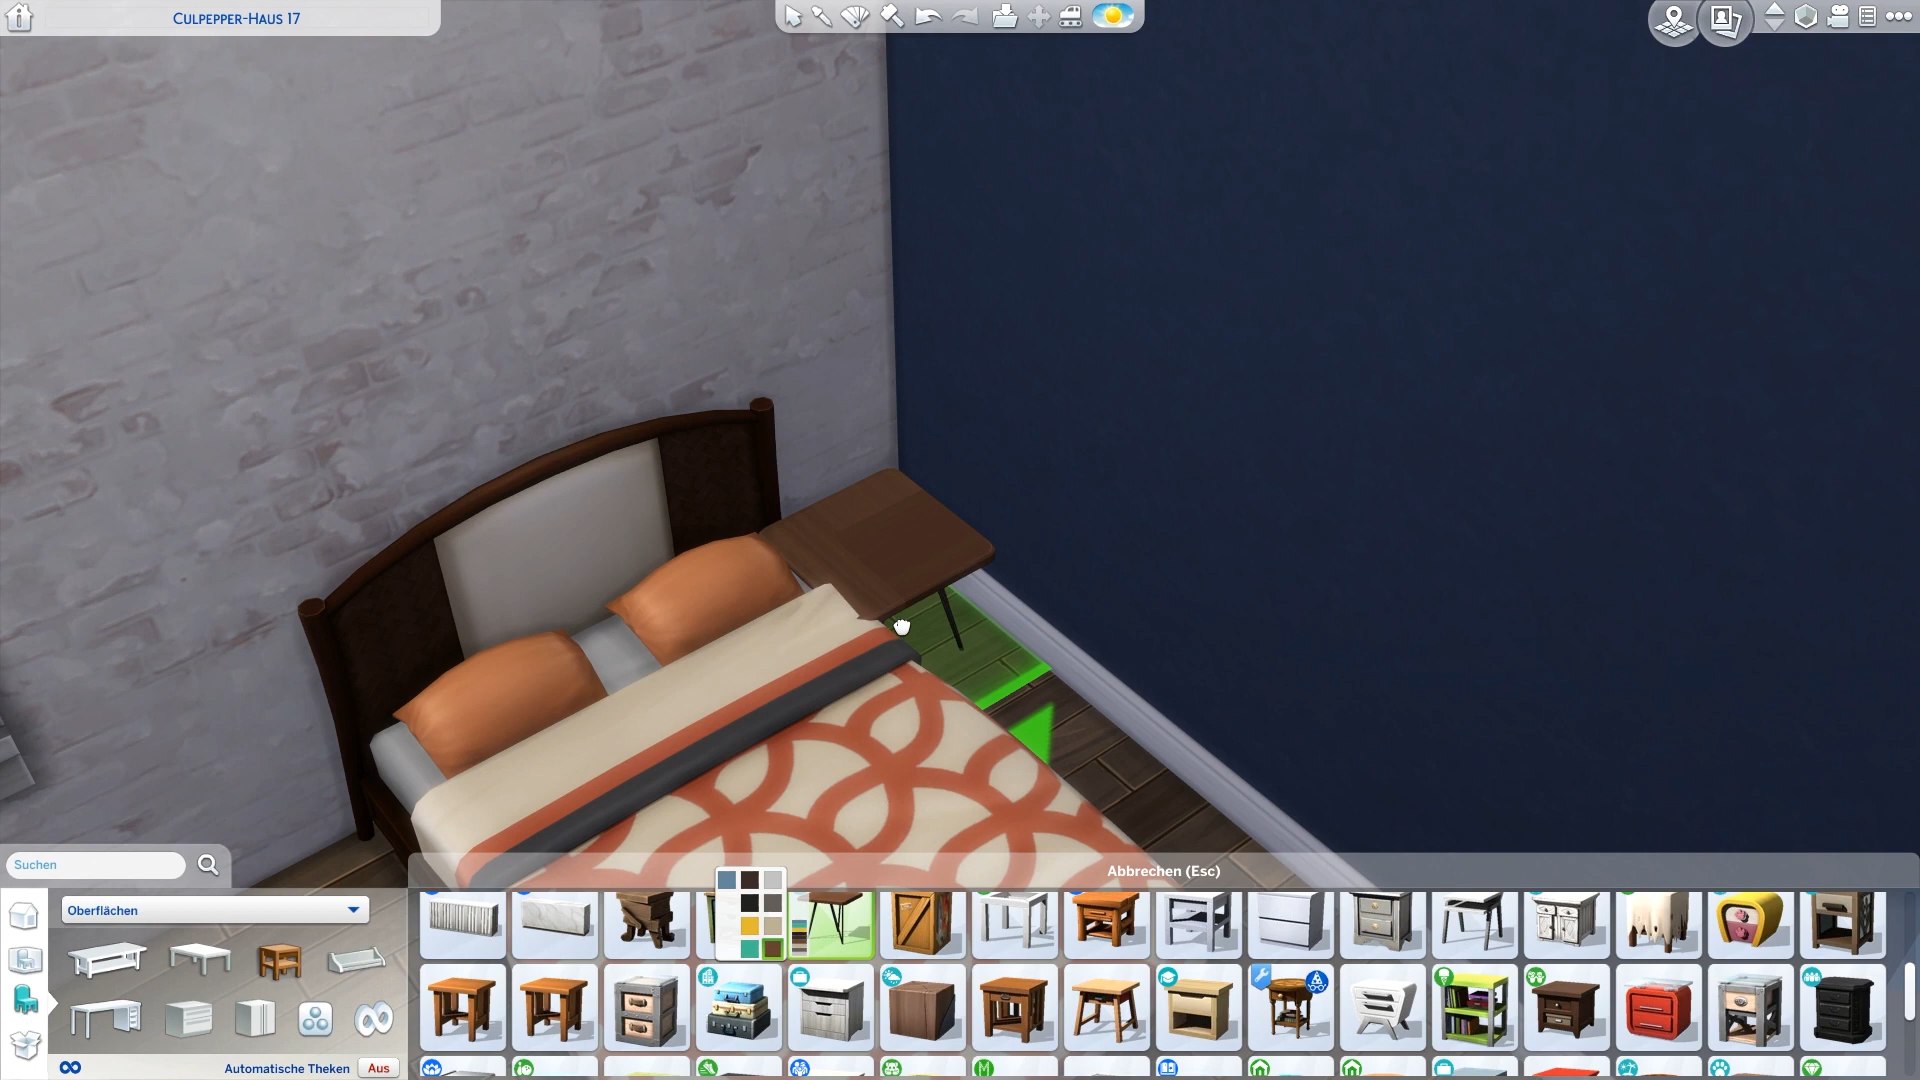 Culpepper-Haus 17
Suchen
Abbrechen (Esc)
Oberflächen
Automatische Theken
Aus